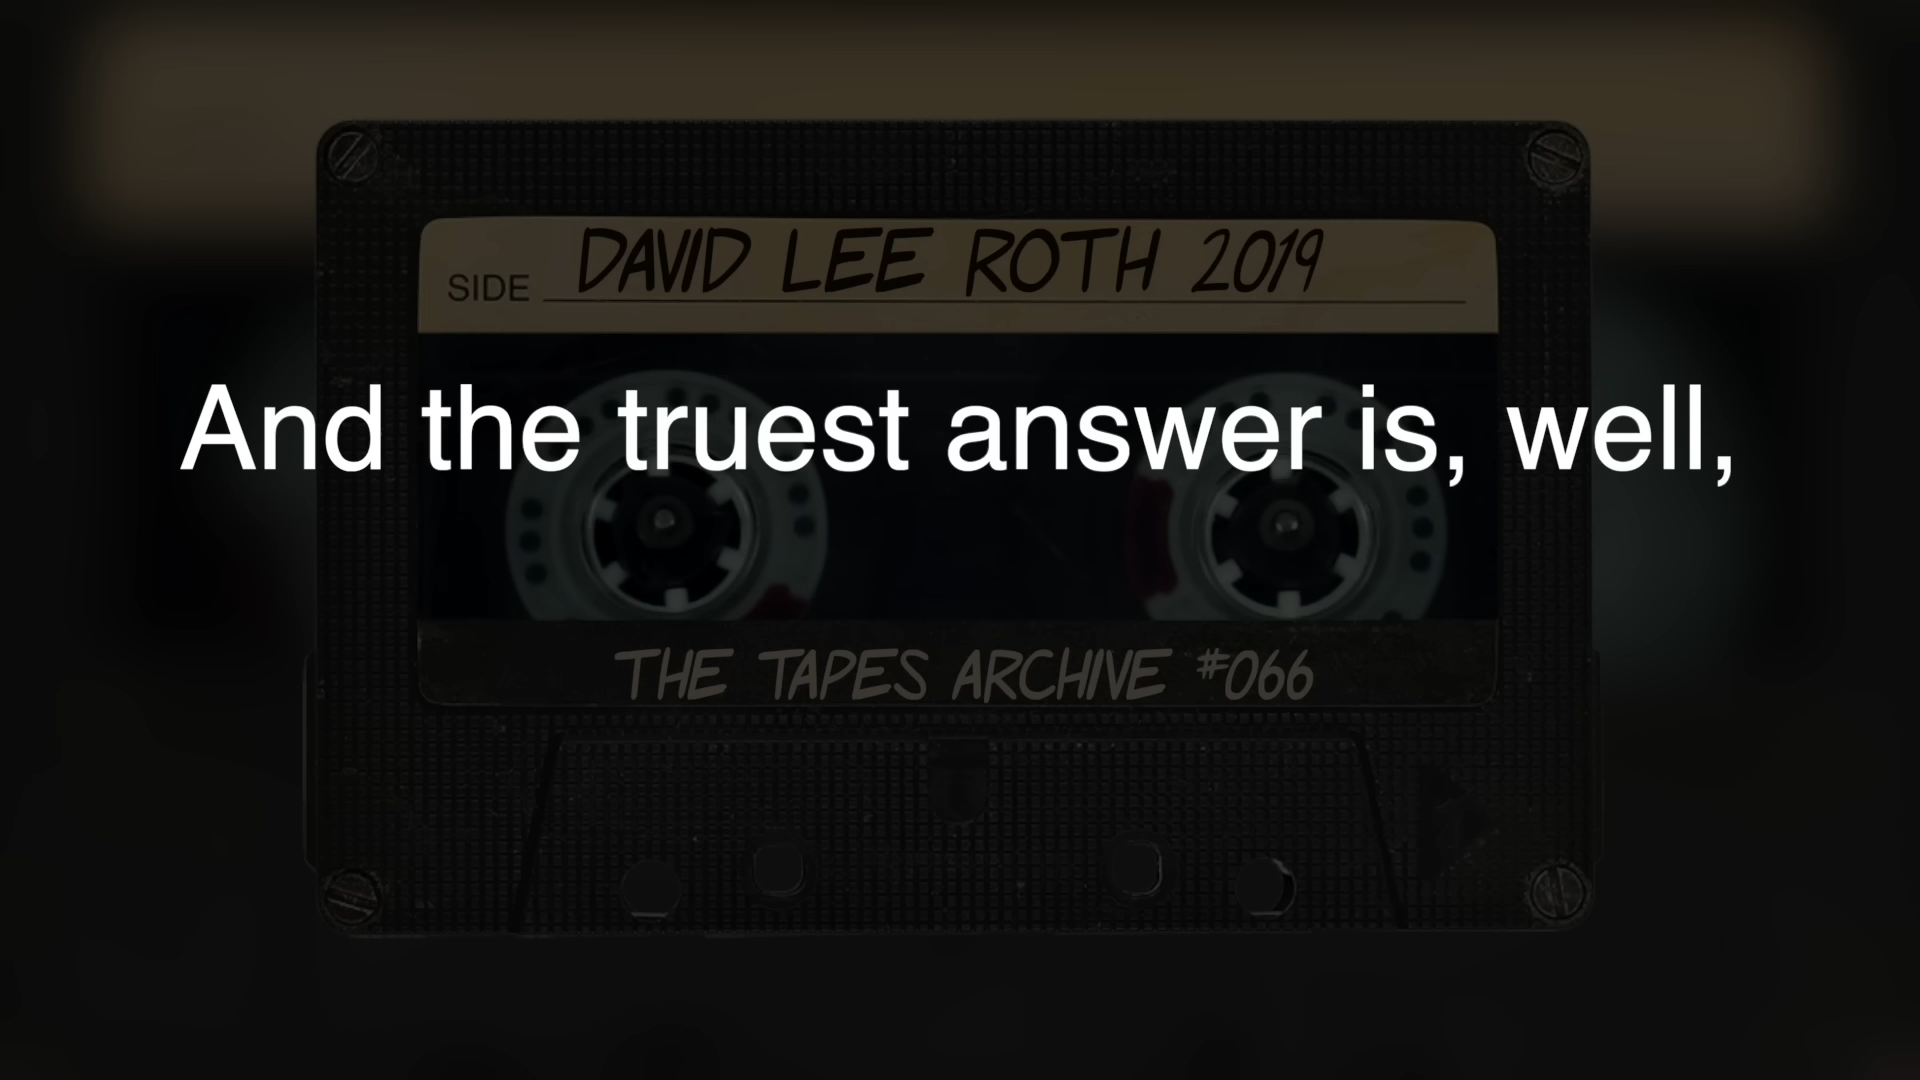 DAVID LEE ROTH 2019
SIDE
And the truest answer is, well,
THE TAPES ARCHIVE #066